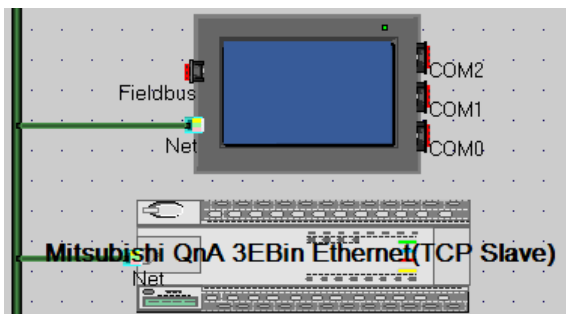 COM2
Fieldbus
COM1
Net
COM0
Mitsubishi QnA 3EBin Ethernet(TCP Slave)
Net